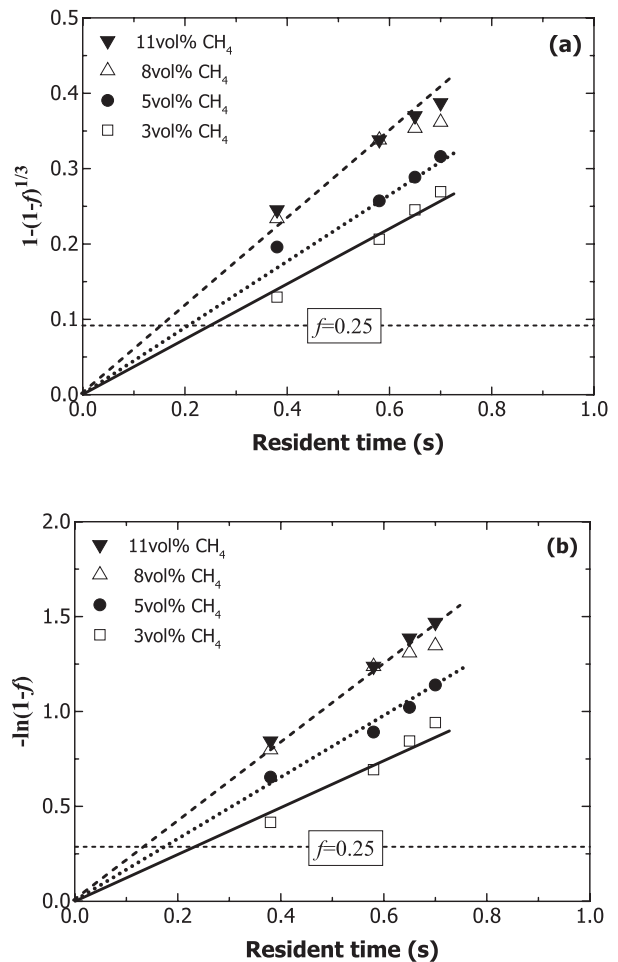 0.5
0.4
0.3
0.2
0.1
0.0
1-(1-f)^1/3
(a)
11vol% CH4
8vol% CH4
5vol% CH4
3vol% CH4
f=0.25
0.0 0.2 0.4 0.6 0.8 1.0
Resident time (s)
2.0
1.5
1.0
0.5
0.0
-ln(1-f)
(b)
11vol% CH4
8vol% CH4
5vol% CH4
3vol% CH4
f=0.25
0.0 0.2 0.4 0.6 0.8 1.0
Resident time (s)